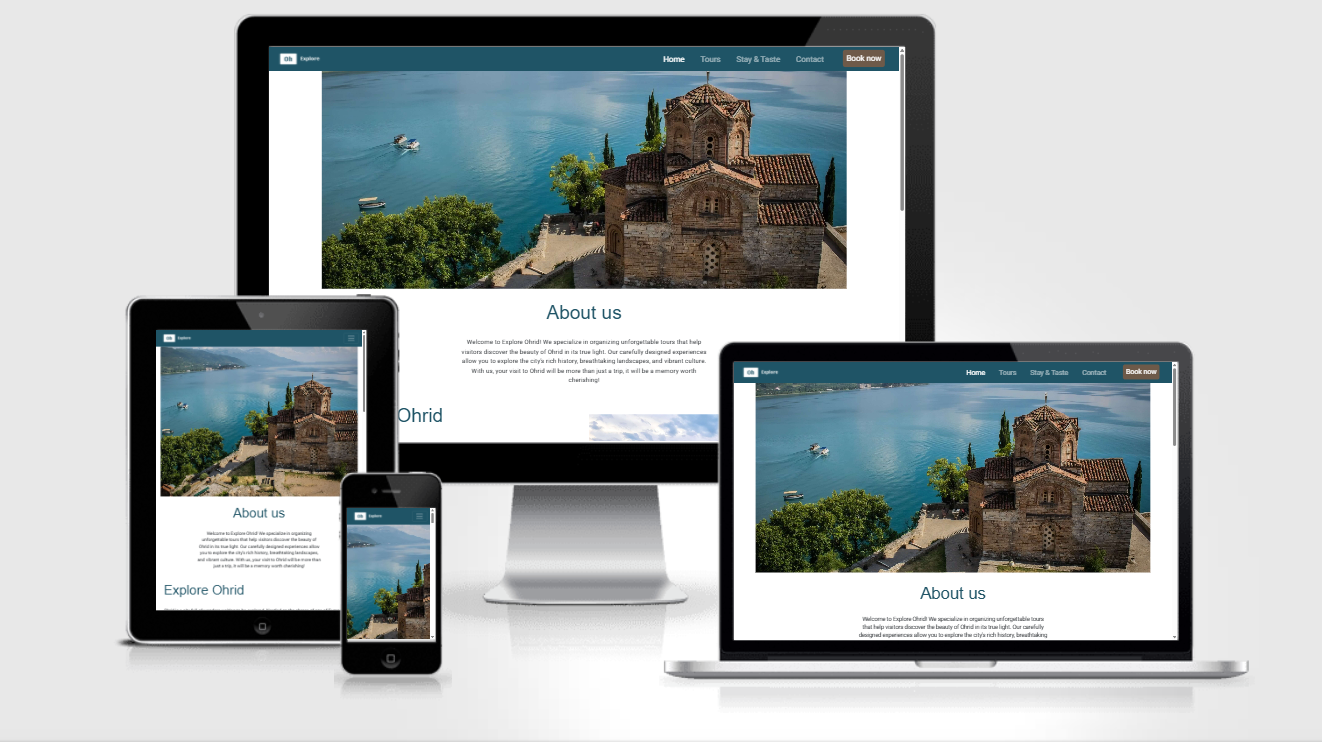 Oh Explore
Home Tours Stay & Taste Contact Book now
About us
Welcome to Explore Ohrid! We specialize in organizing unforgettable tours that help
visitors discover the beauty of Ohrid in its true light. Our carefully designed experiences
allow you to explore the city's rich history, breathtaking landscapes, and vibrant culture.
With us, your visit to Ohrid will be more than just a trip, it will be a memory worth
cherishing!
Ohrid
Oh Explore
About us
Welcome to Explore Ohrid! We specialize in organizing
unforgettable tours that help visitors discover the beauty of
Ohrid in its true light. Our carefully designed experiences allow
you to explore the city's rich history, breathtaking landscapes,
and vibrant culture. With us, your visit to Ohrid will be more than
just a trip, it will be a memory worth cherishing!
Explore Ohrid
Oh Explore
Oh Explore
Home Tours Stay & Taste Contact Book now
About us
Welcome to Explore Ohrid! We specialize in organizing unforgettable tours
that help visitors discover the beauty of Ohrid in its true light. Our carefully
designed experiences allow you to explore the city's rich history, breathtaking